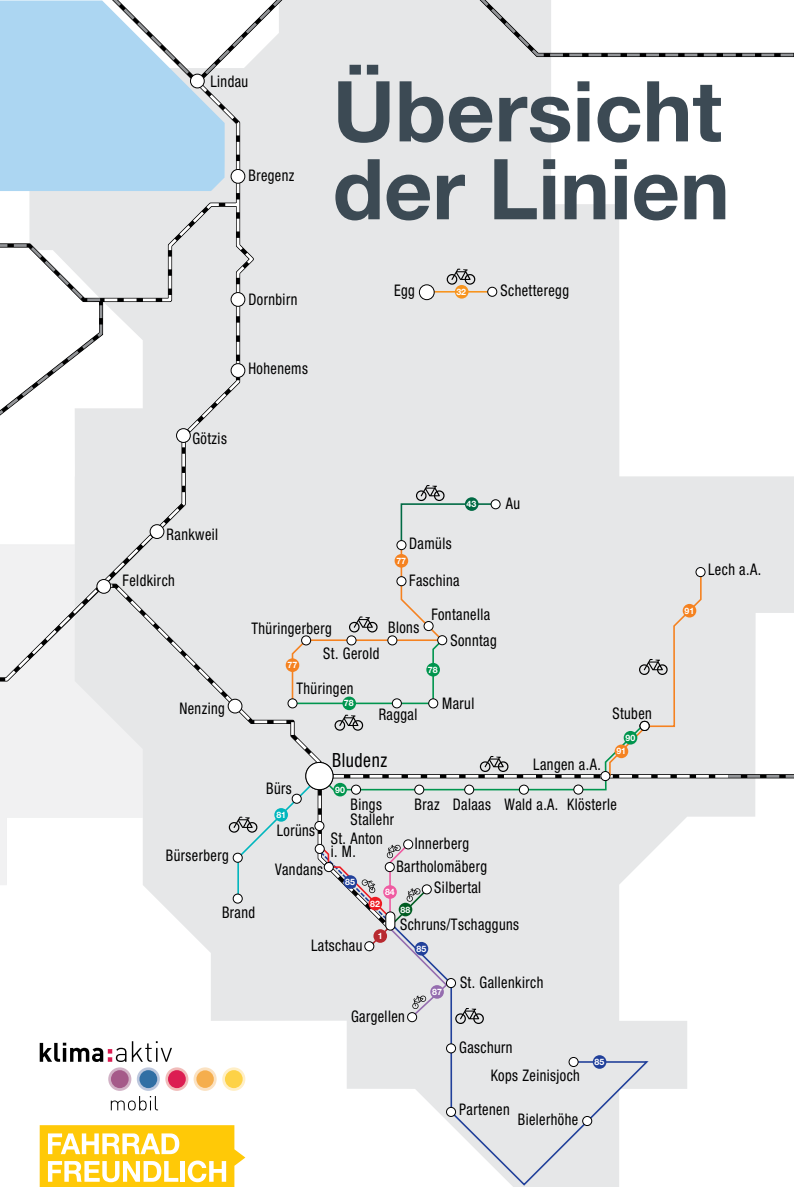 Übersicht
der Linien
Lindau
Bregenz
Egg
32
Schetteregg
Dornbirn
Hohenems
Götzis
43
Au
Rankweil
Damüls
77
Faschina
Feldkirch
Lech a.A.
91
Fontanella
Thüringerberg
Blons
Sonntag
St. Gerold
77
78
Thüringen
78
Raggal
Marul
Nenzing
Stuben
90
91
Bludenz
Langen a.A.
Bürs
90
Bings
Stallehr
Braz
Dalaas
Wald a.A.
Klösterle
81
Lorüns
St. Anton
i. M.
Innerberg
Bürserberg
Vandans
Bartholomäberg
85
84
Silbertal
82
88
Brand
Schruns/Tschagguns
1
Latschau
85
St. Gallenkirch
87
Gargellen
Gaschurn
klima:aktiv
mobil
Kops Zeinisjoch
85
Partenen
Bielerhöhe
FAHRRAD
FREUNDLICH